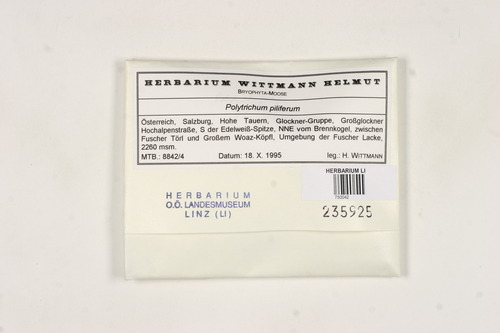 HERBARIUM WITTMANN HELMUT
BRYOPHYTA-MOOSE
Polytrichum piliferum
Österreich, Salzburg, Hohe Tauern, Glockner-Gruppe, Großglockner
Hochalpenstraße, S der Edelweiß-Spitze, NNE vom Brennkogel, zwischen
Fuscher Törl und Großem Woaz-Köpfl, Umgebung der Fuscher Lacke,
2260 msm.
MTB.: 8842/4 Datum: 18. X. 1995 leg.: H. WITTMANN
HERBARIUM LI
HERBARIUM
O.Ö. LANDESMUSEUM
LINZ (LI)
235925